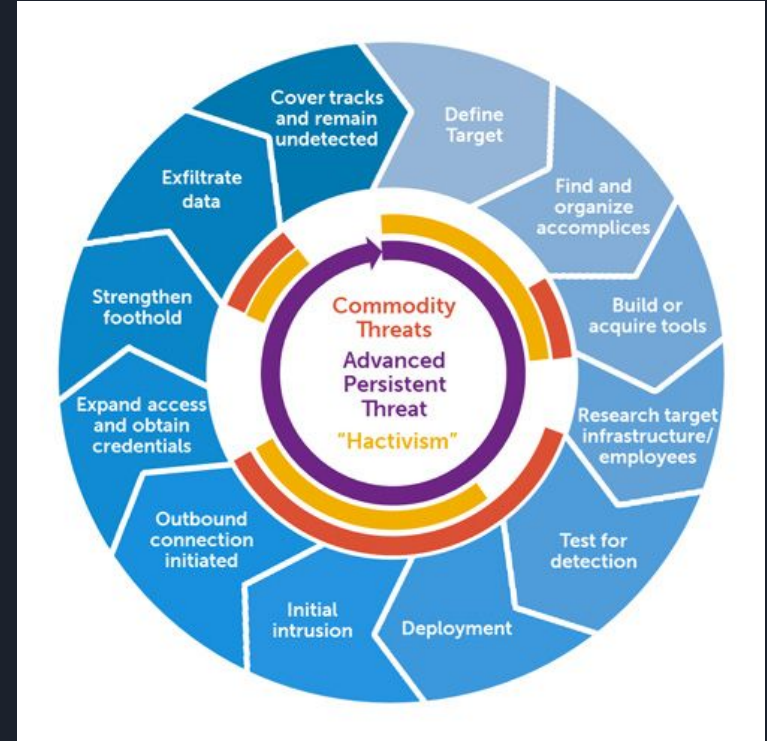 Cover tracks
and remain
undetected
Define
Target
Find and
organize
accomplices
Build or
acquire tools
Research target
infrastructure/
employees
Test for
detection
Deployment
Initial
intrusion
Outbound
connection
initiated
Expand access
and obtain
credentials
Strengthen
foothold
Exfiltrate
data
Commodity
Threats
Advanced
Persistent
Threat
"Hactivism"